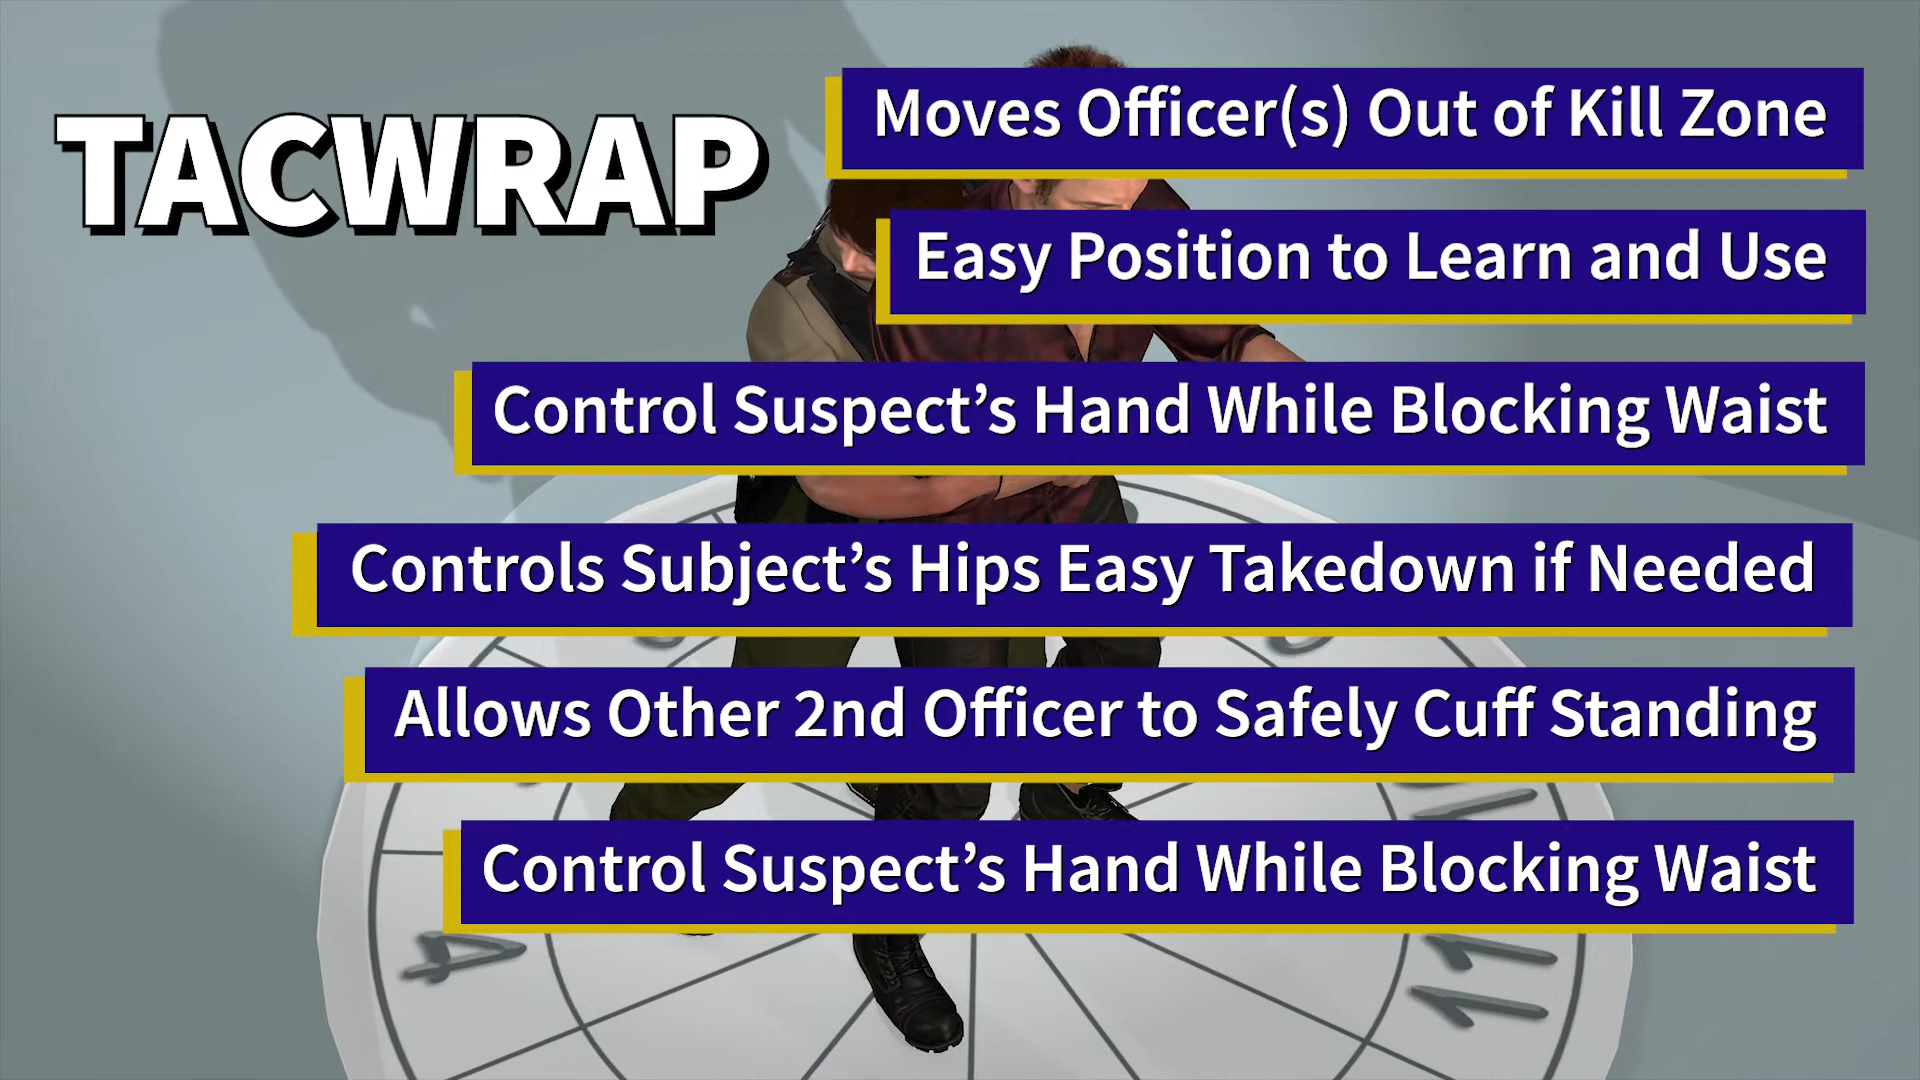 TACWRAP
Moves Officer(s) Out of Kill Zone
Easy Position to Learn and Use
Control Suspect’s Hand While Blocking Waist
Controls Subject’s Hips Easy Takedown if Needed
Allows Other 2nd Officer to Safely Cuff Standing
Control Suspect’s Hand While Blocking Waist
4
11